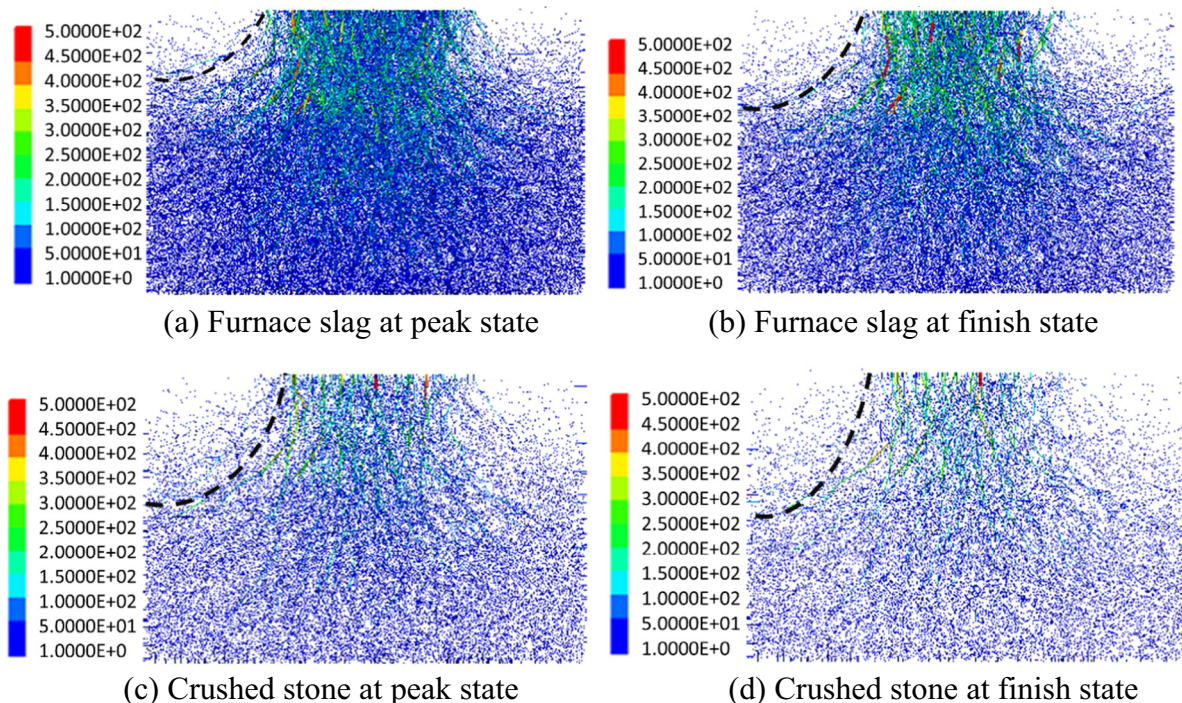 5.0000E+02
4.5000E+02
4.0000E+02
3.5000E+02
3.0000E+02
2.5000E+02
2.0000E+02
1.5000E+02
1.0000E+02
5.0000E+01
1.0000E+0
(a) Furnace slag at peak state
5.0000E+02
4.5000E+02
4.0000E+02
3.5000E+02
3.0000E+02
2.5000E+02
2.0000E+02
1.5000E+02
1.0000E+02
5.0000E+01
1.0000E+0
(b) Furnace slag at finish state
5.0000E+02
4.5000E+02
4.0000E+02
3.5000E+02
3.0000E+02
2.5000E+02
2.0000E+02
1.5000E+02
1.0000E+02
5.0000E+01
1.0000E+0
(c) Crushed stone at peak state
5.0000E+02
4.5000E+02
4.0000E+02
3.5000E+02
3.0000E+02
2.5000E+02
2.0000E+02
1.5000E+02
1.0000E+02
5.0000E+01
1.0000E+0
(d) Crushed stone at finish state